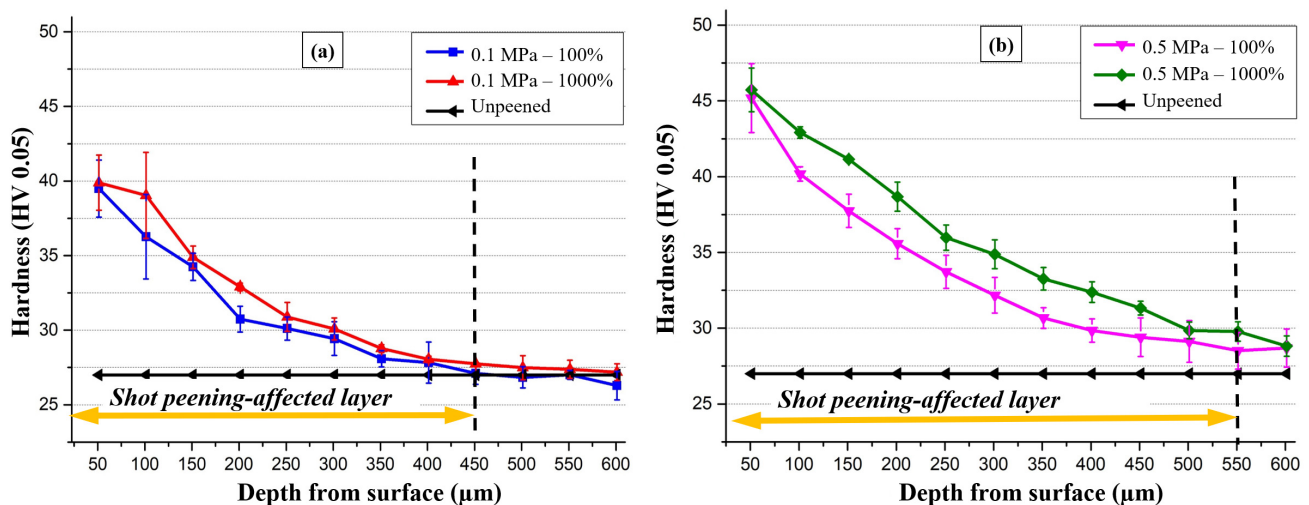 (a)
0.1 MPa – 100%
0.1 MPa – 1000%
Unpeened
Hardness (HV 0.05)
50
45
40
35
30
25
Shot peening-affected layer
50 100 150 200 250 300 350 400 450 500 550 600
Depth from surface (µm)
(b)
0.5 MPa – 100%
0.5 MPa – 1000%
Unpeened
Hardness (HV 0.05)
50
45
40
35
30
25
Shot peening-affected layer
50 100 150 200 250 300 350 400 450 500 550 600
Depth from surface (µm)